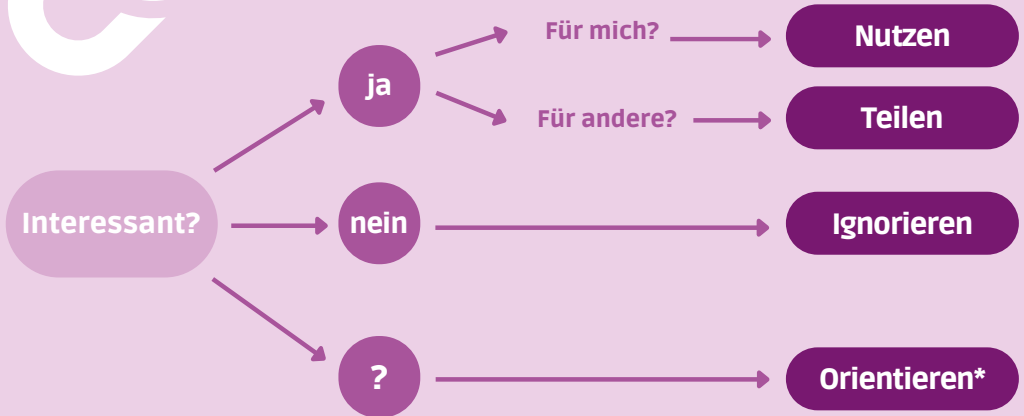 Interessant?
ja
Für mich?
Nutzen
Für andere?
Teilen
nein
Ignorieren
?
Orientieren*